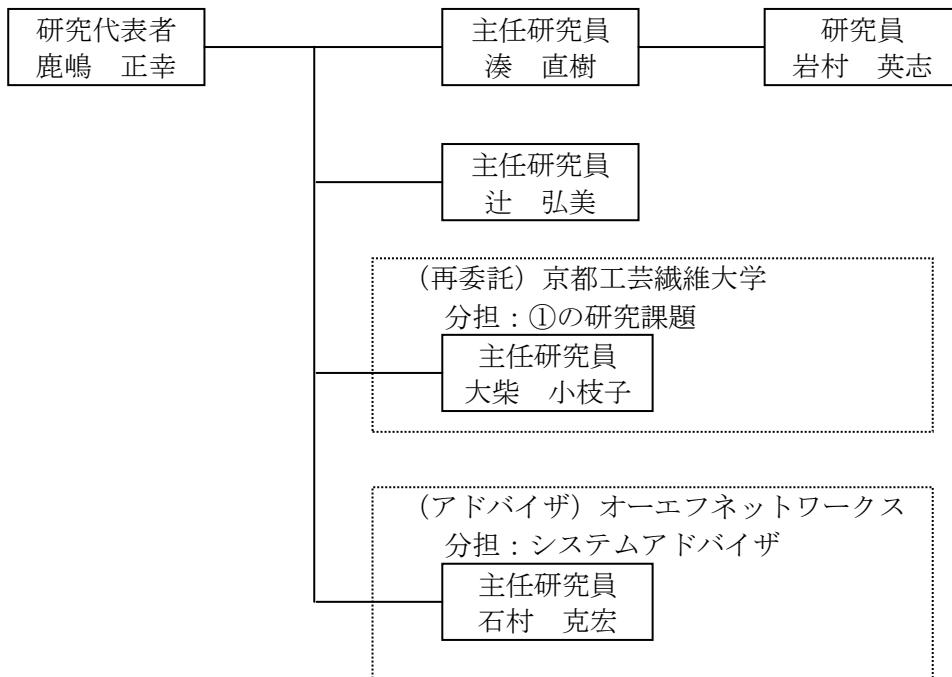 研究代表者
鹿嶋　正幸
主任研究員
湊　直樹
研究員
岩村　英志
主任研究員
辻　弘美
（再委託）京都工芸繊維大学
分担：①の研究課題
主任研究員
大柴　小枝子
（アドバイザ）オーエフネットワークス
分担：システムアドバイザ
主任研究員
石村　克宏